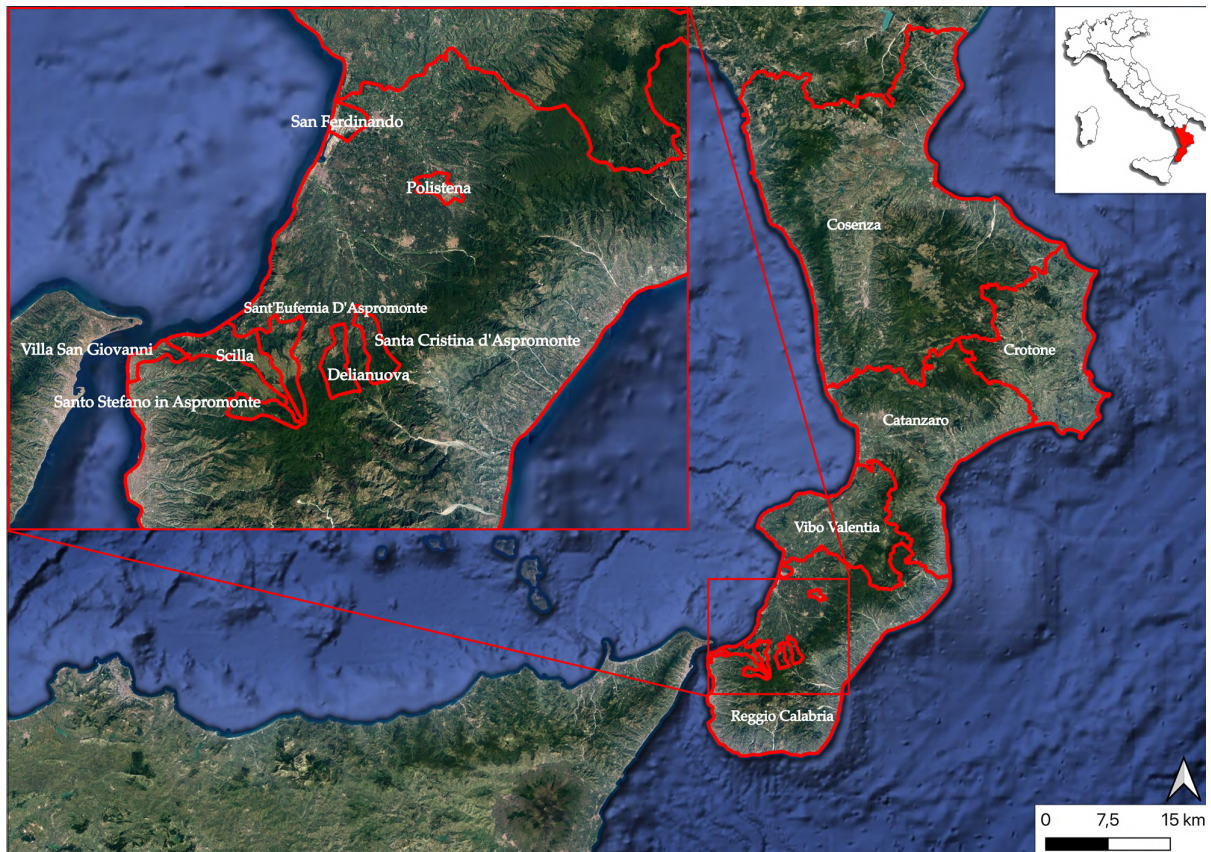 San Ferdinando
Polistena
Sant'Eufemia D'Aspromonte
Villa San Giovanni
Scilla
Santa Cristina d'Aspromonte
Delianuova
Santo Stefano in Aspromonte
Cosenza
Crotone
Catanzaro
Vibo Valentia
Reggio Calabria
0 7,5 15 km